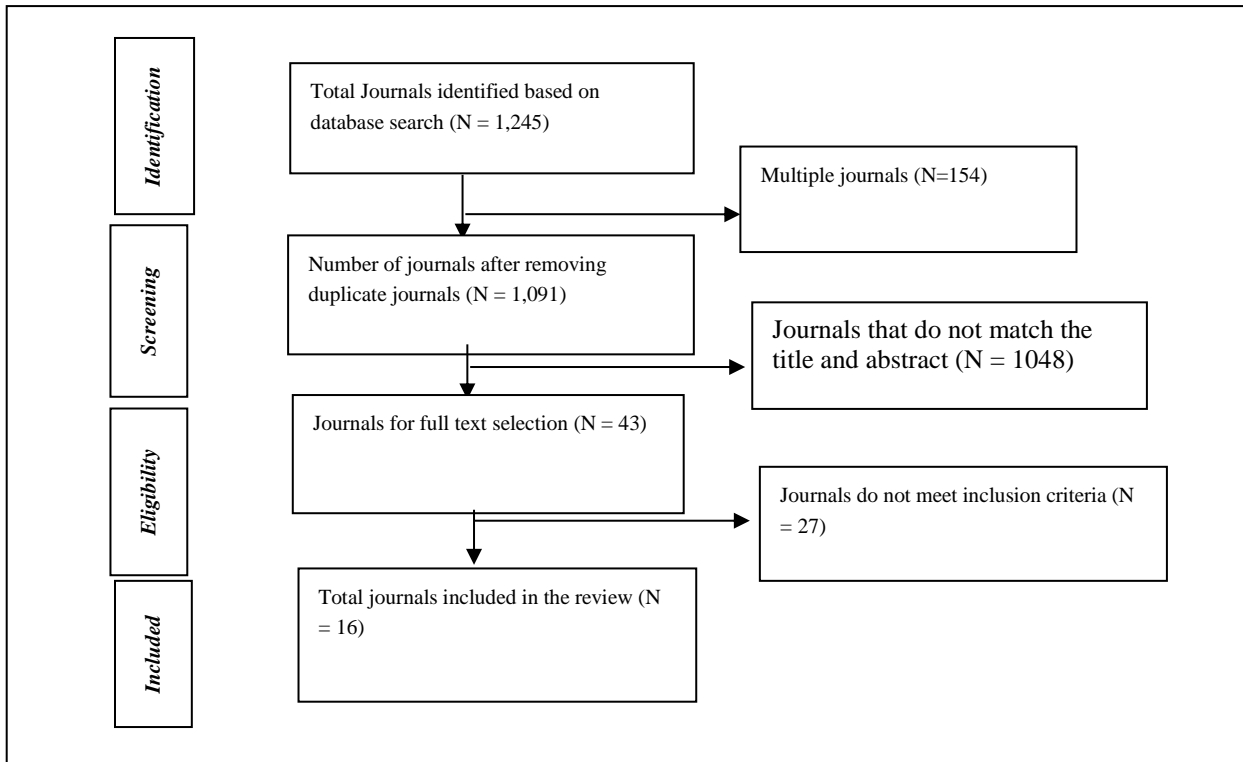 Identification
Total Journals identified based on
database search (N = 1,245)
Multiple journals (N=154)
Screening
Number of journals after removing
duplicate journals (N = 1,091)
Journals that do not match the
title and abstract (N = 1048)
Eligibility
Journals for full text selection (N = 43)
Journals do not meet inclusion criteria (N
= 27)
Included
Total journals included in the review (N
= 16)